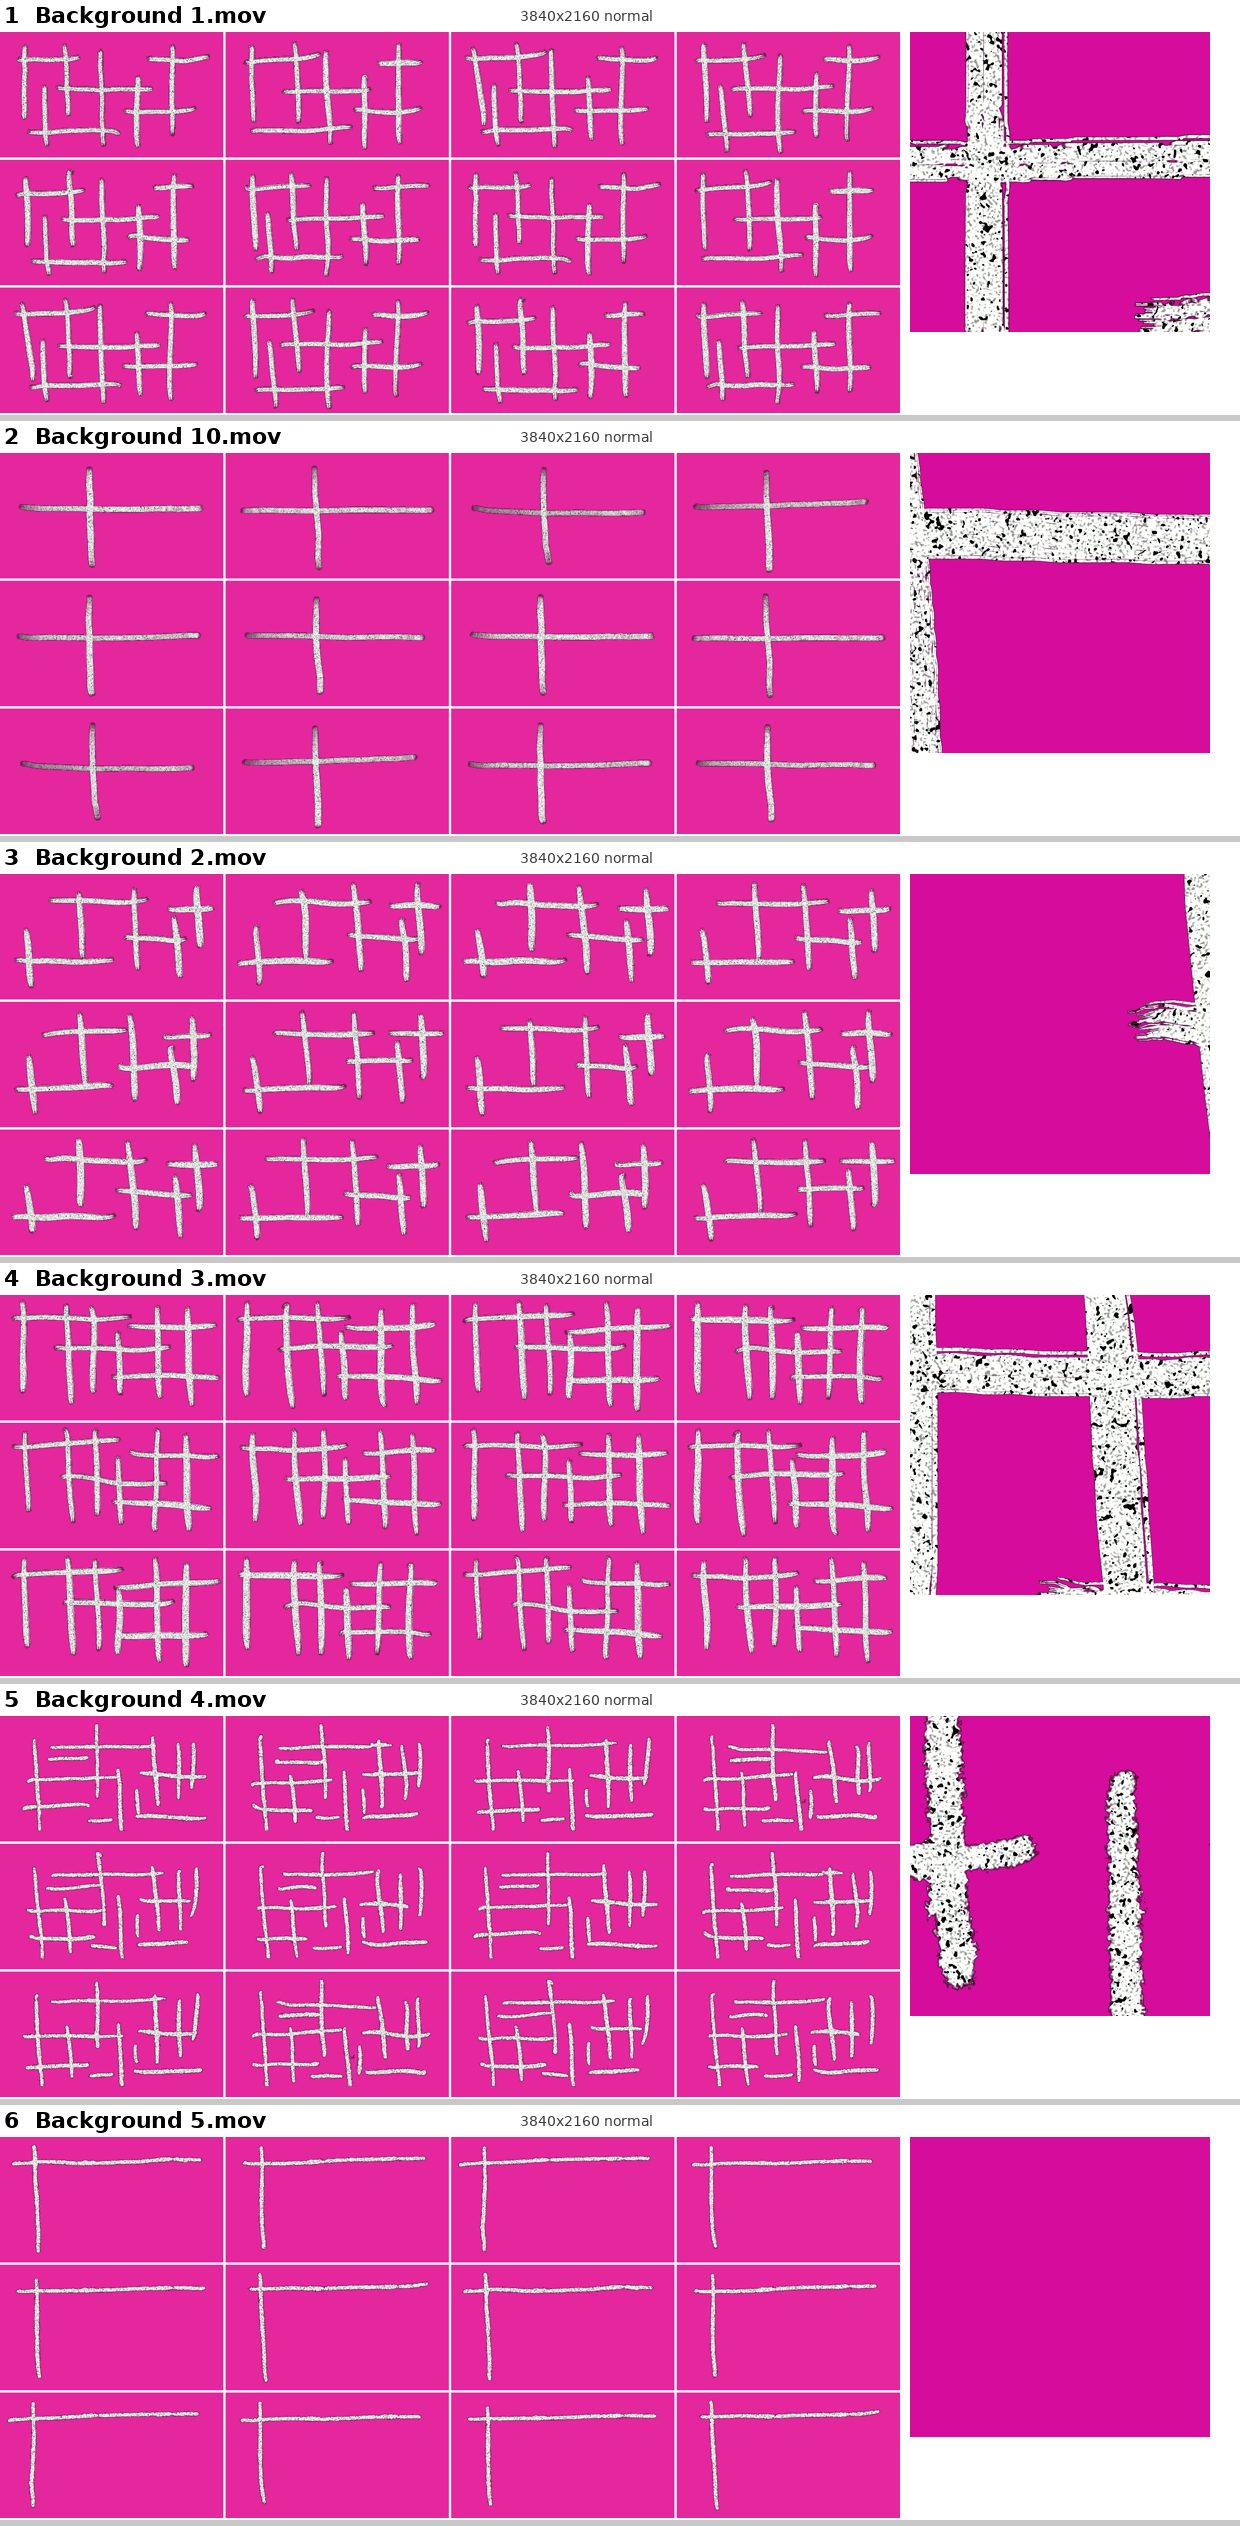 1 Background 1.mov 3840x2160 normal
2 Background 10.mov 3840x2160 normal
3 Background 2.mov 3840x2160 normal
4 Background 3.mov 3840x2160 normal
5 Background 4.mov 3840x2160 normal
6 Background 5.mov 3840x2160 normal